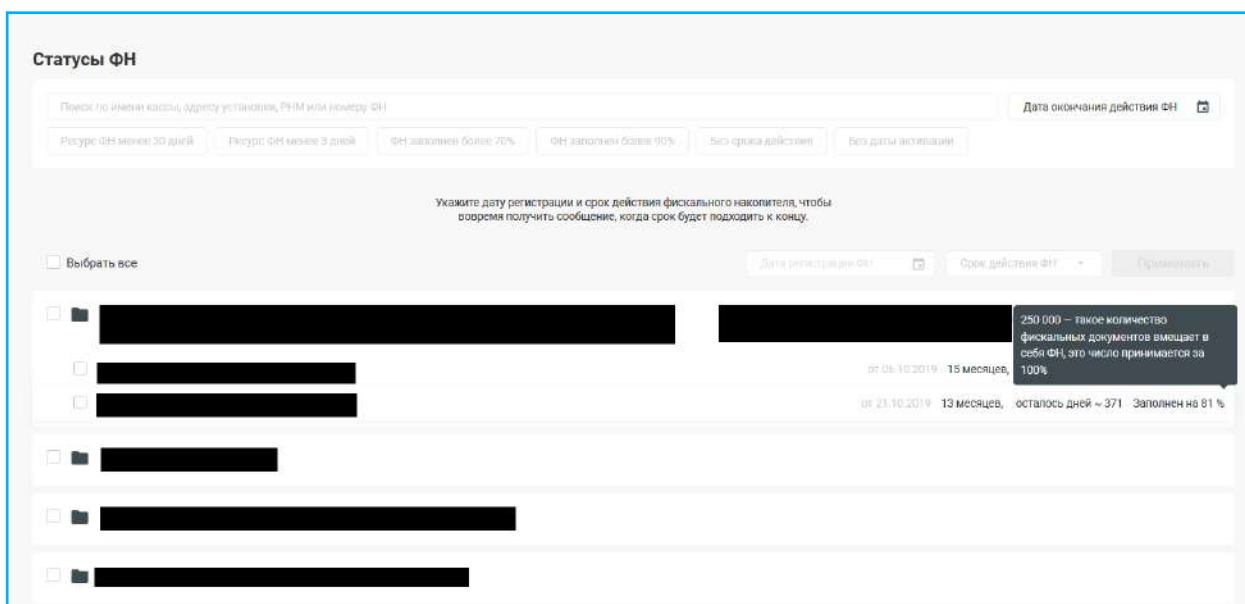 Статусы ФН
Поиск по имени кассы, адресу установки, РНМ или номеру ФН
Дата окончания действия ФН
Ресурс ФН менее 30 дней
Ресурс ФН менее 3 дней
ФН заполнен более 70%
ФН заполнен более 90%
Без срока действия
Без даты активации
Укажите дату регистрации и срок действия фискального накопителя, чтобы
вовремя получить сообщение, когда срок будет подходить к концу.
Выбрать все
Дата регистрации ФН
Срок действия ФН
Применить
250 000 – такое количество
фискальных документов вмещает в
себя ФН, это число принимается за
100%
от 06.10.2019 15 месяцев,
от 21.10.2019 13 месяцев, осталось дней ~ 371 Заполнен на 81 %